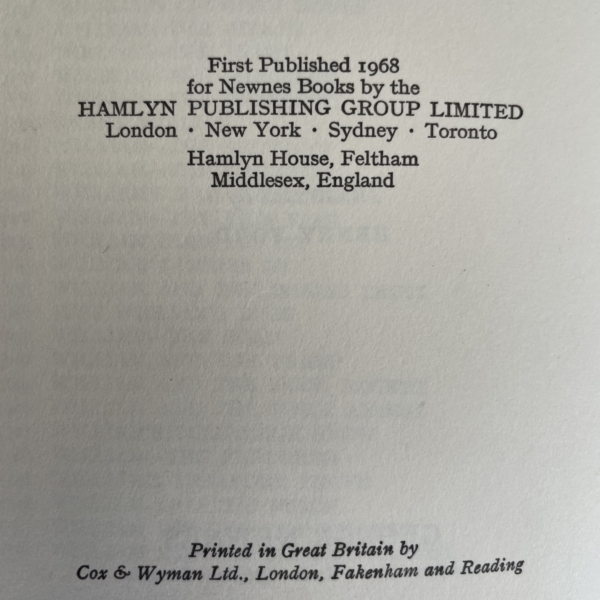 First Published 1968
for Newnes Books by the
HAMLYN PUBLISHING GROUP LIMITED
London · New York · Sydney · Toronto
Hamlyn House, Feltham
Middlesex, England
Printed in Great Britain by
Cox & Wyman Ltd., London, Fakenham and Reading